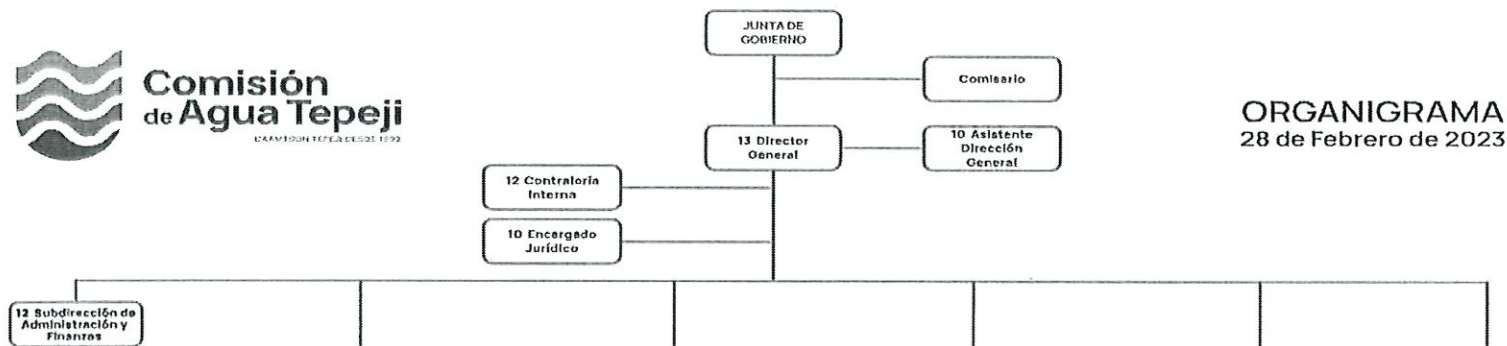 JUNTA DE
GOBIERNO
Comisión
de Agua Tepeji
Comisario
ORGANIGRAMA
28 de Febrero de 2023
13 Director
General
10 Asistente
Dirección
General
12 Contraloría
Interna
10 Encargado
Jurídico
12 Subdirección de
Administración y
Finanzas